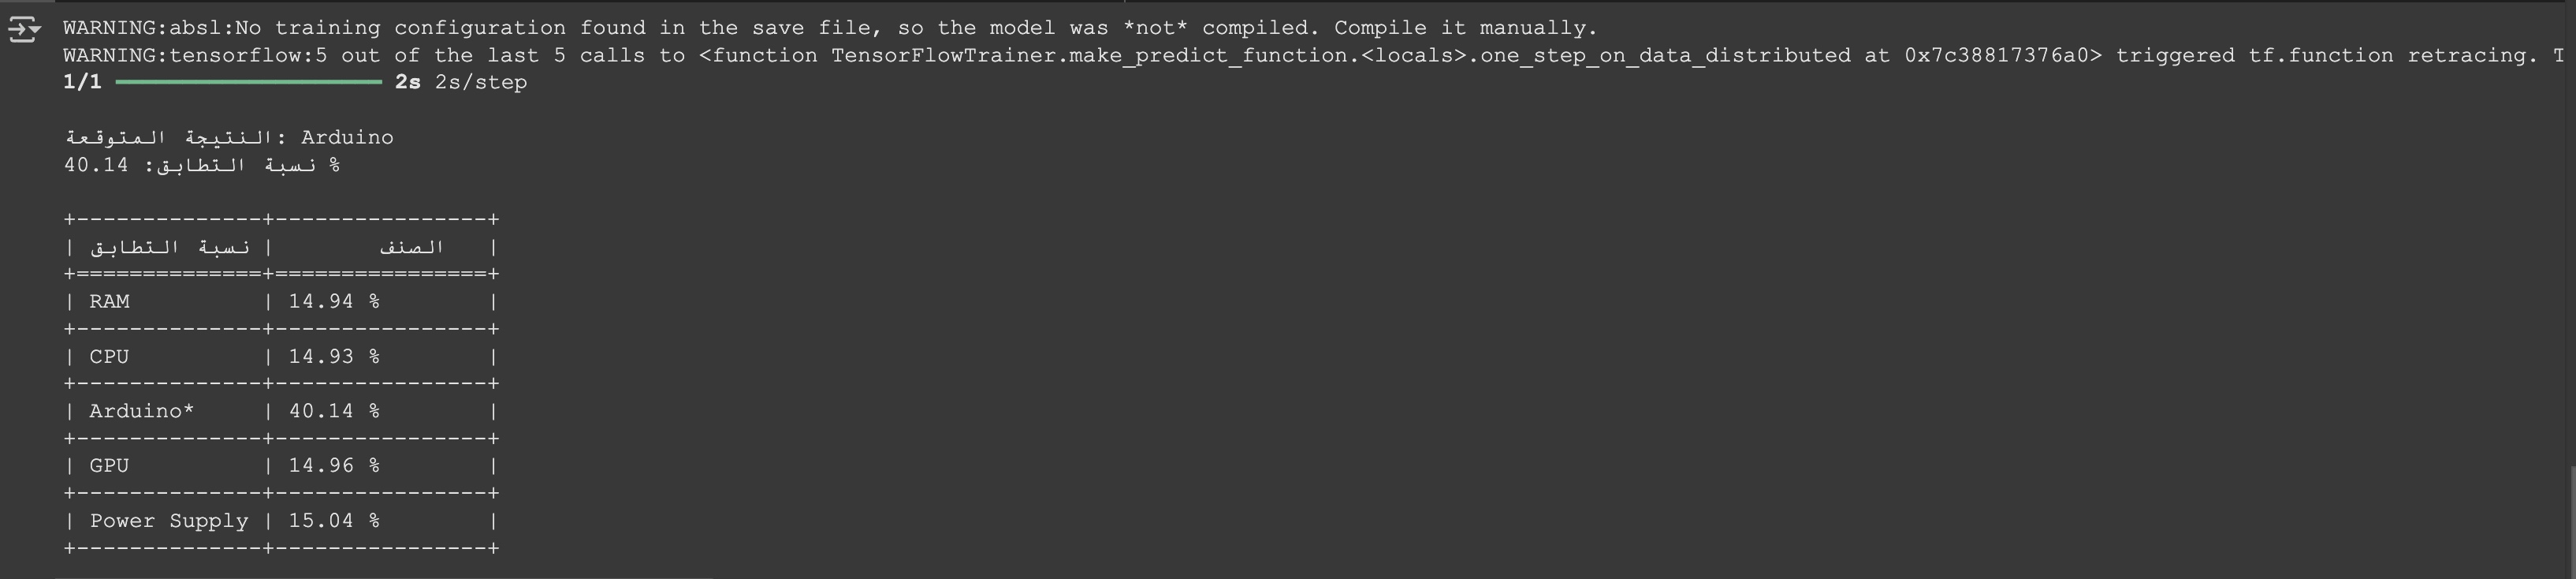 WARNING:absl:No training configuration found in the save file, so the model was *not* compiled. Compile it manually.
WARNING:tensorflow:5 out of the last 5 calls to <function TensorFlowTrainer.make_predict_function.<locals>.one_step_on_data_distributed at 0x7c38817376a0> triggered tf.function retracing. T
1/1 ━━━━━━━━━━━━━━━━━━━━ 2s 2s/step
النتيجة المتوقعة: Arduino
نسبة التطابق: 40.14 %
+--------------+----------------+
| نسبة التطابق | الصنف |
+==============+================+
| RAM          | 14.94 %        |
+--------------+----------------+
| CPU          | 14.93 %        |
+--------------+----------------+
| Arduino*     | 40.14 %        |
+--------------+----------------+
| GPU          | 14.96 %        |
+--------------+----------------+
| Power Supply | 15.04 %        |
+--------------+----------------+